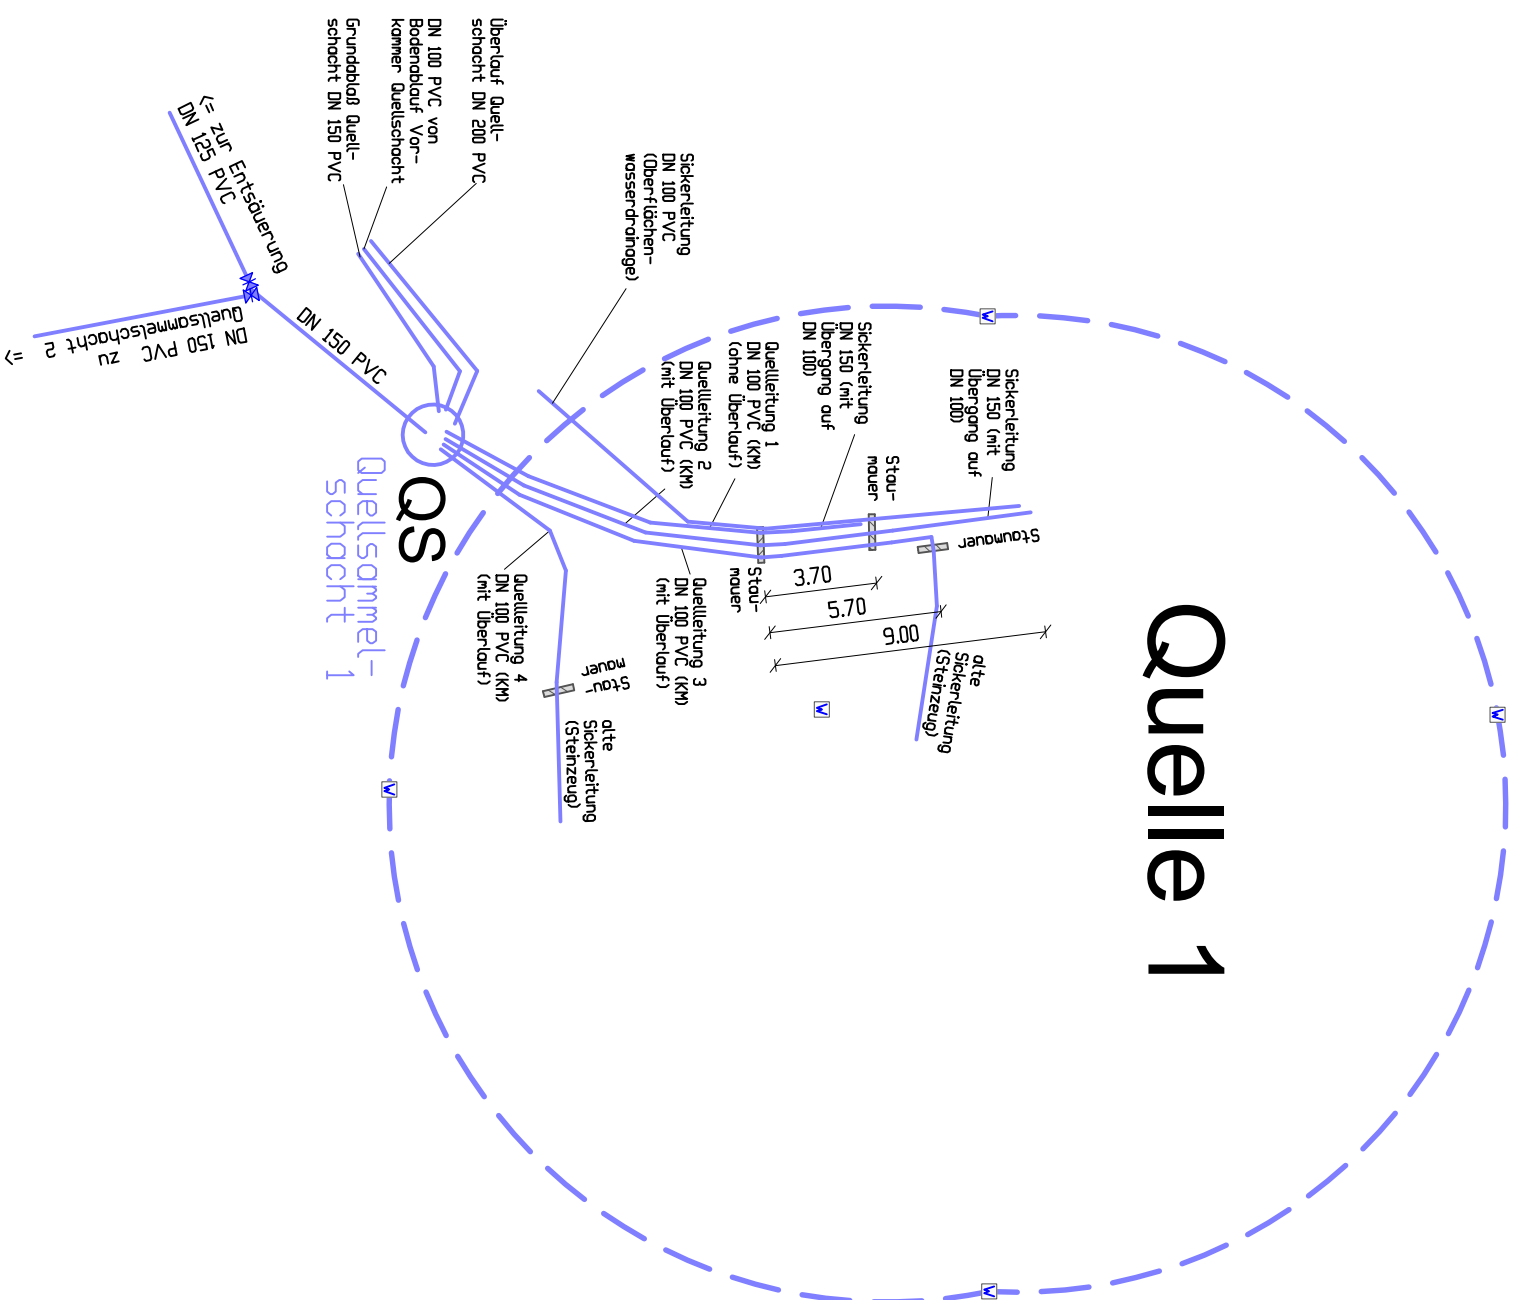 Überlauf Quell-
schacht DN 200 PVC
DN 100 PVC von
Bodenablauf Vor-
kammer Quellschacht
Grundablaß Quell-
schacht DN 150 PVC
<= zur Entsäuerung
DN 125 PVC
DN 150 PVC zu
Quellsammelschacht 2 =>
DN 150 PVC
Sickerleitung
DN 100 PVC
(Oberflächen-
wasserdrainage)
QS
Quellsammel-
schacht 1
Quellleitung 2
DN 100 PVC (KM)
(mit Überlauf)
Quellleitung 1
DN 100 PVC (KM)
(ohne Überlauf)
Sickerleitung
DN 150 (mit
Übergang auf
DN 100)
Stau-
mauer
Sickerleitung
DN 150 (mit
Übergang auf
DN 100)
Staumauer
Stau-
mauer
3.70
5.70
9.00
Quellleitung 4
DN 100 PVC (KM)
(mit Überlauf)
Quellleitung 3
DN 100 PVC (KM)
(mit Überlauf)
Stau-
mauer
alte
Sickerleitung
(Steinzeug)
alte
Sickerleitung
(Steinzeug)
Quelle 1
W
W
W
W
W